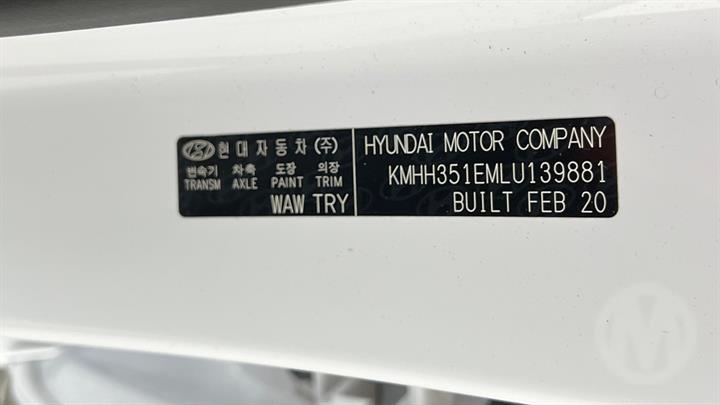 현대자동차(주)
변속기 차축 도장 의장
TRANSM AXLE PAINT TRIM
WAW TRY
HYUNDAI MOTOR COMPANY
KMHH351EMLU139881
BUILT FEB 20